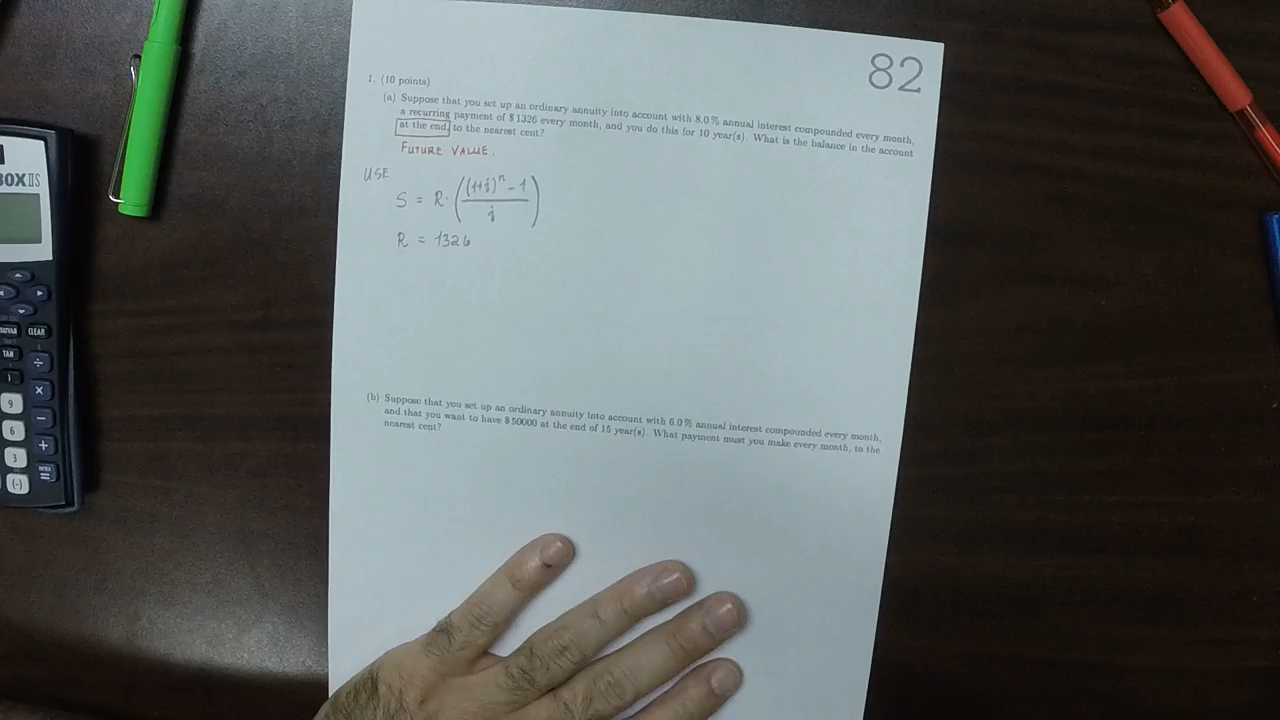 82
1. (10 points)
(a) Suppose that you set up an ordinary annuity into account with 8.0% annual interest compounded every month,
a recurring payment of $1326 every month, and you do this for 10 year(s). What is the balance in the account
at the end, to the nearest cent?
FUTURE VALUE.
USE
S = R·(((1+i)^n - 1)/i)
R = 1326
(b) Suppose that you set up an ordinary annuity into account with 6.0% annual interest compounded every month,
and that you want to have $50000 at the end of 15 year(s). What payment must you make every month, to the
nearest cent?
CLEAR
TAN
÷
)
×
9
−
6
+
3
(-)
=